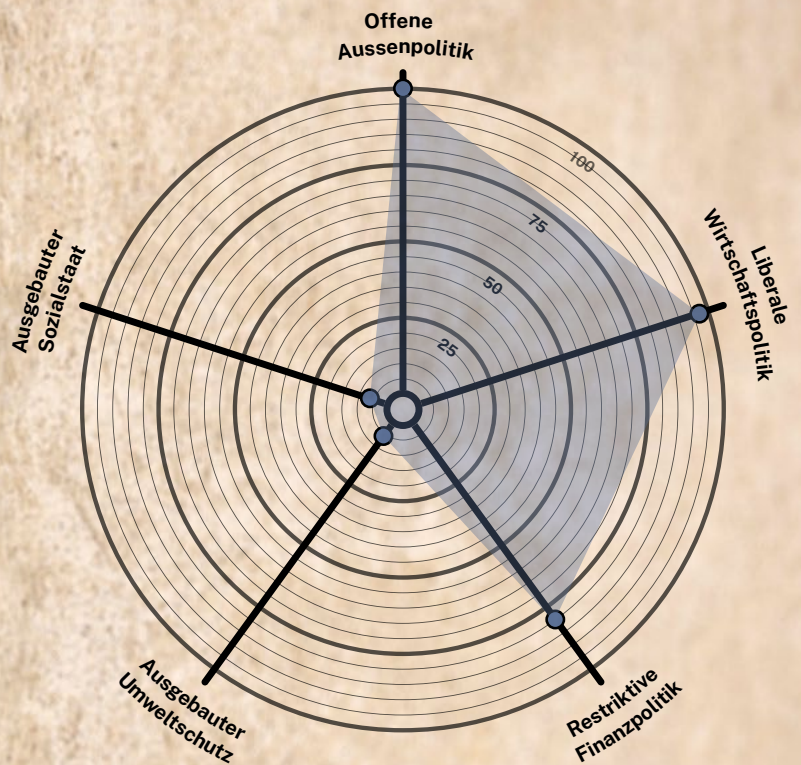 Offene
Aussenpolitik
100
75
50
25
Liberale
Wirtschaftspolitik
Ausgebauter
Sozialstaat
Ausgebauter
Umweltschutz
Restriktive
Finanzpolitik